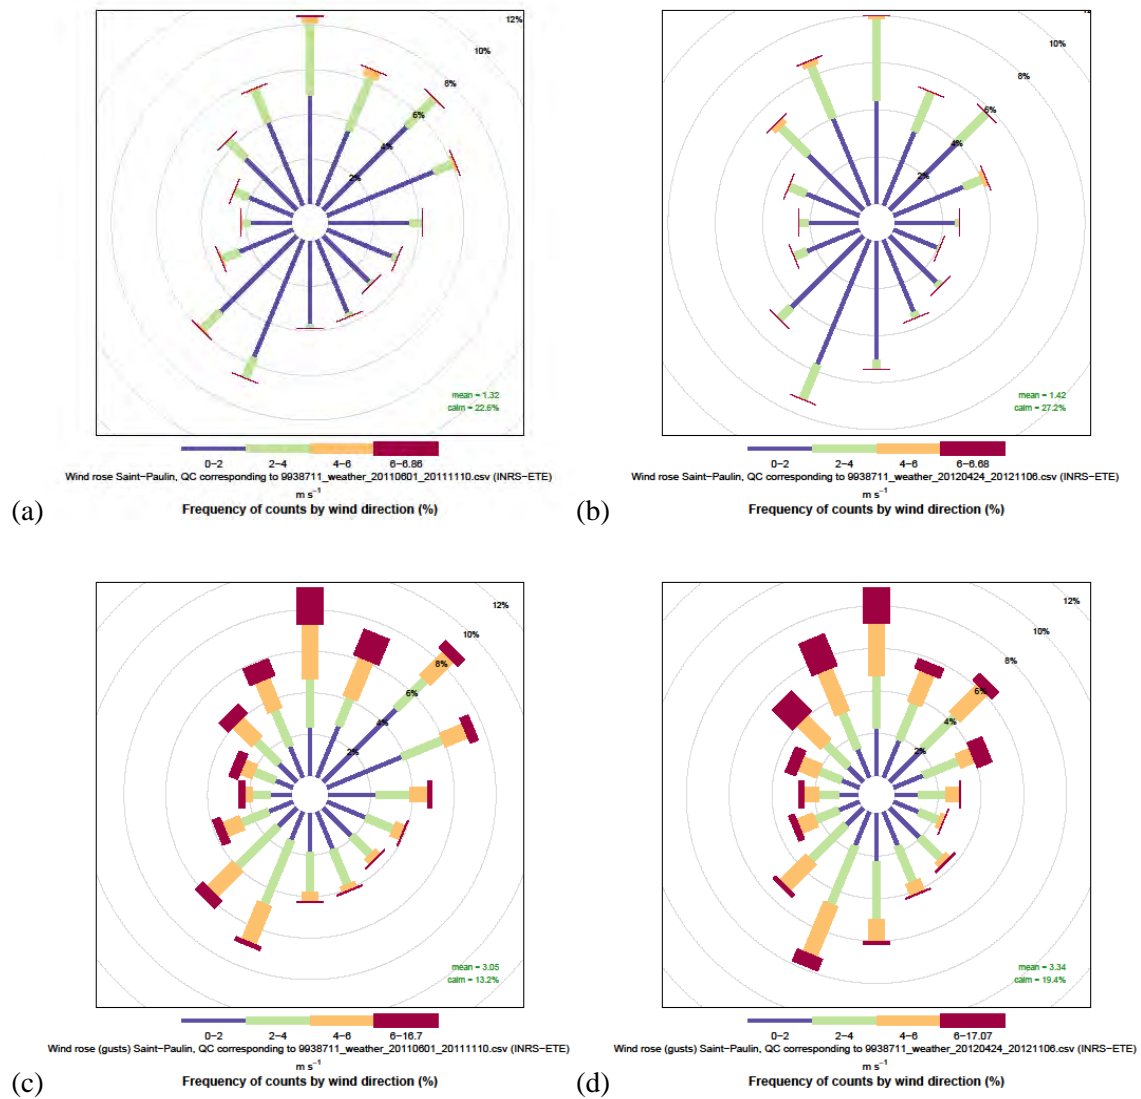 12%
10%
8%
6%
4%
2%
mean = 1.32
calm = 22.6%
0−2 2−4 4−6 6−6.86
Wind rose Saint−Paulin, QC corresponding to 9938711_weather_20110601_20111110.csv (INRS−ETE)
m s⁻¹
(a) Frequency of counts by wind direction (%)
10%
8%
6%
4%
2%
mean = 1.42
calm = 27.2%
0−2 2−4 4−6 6−6.68
Wind rose Saint−Paulin, QC corresponding to 9938711_weather_20120424_20121106.csv (INRS−ETE)
m s⁻¹
(b) Frequency of counts by wind direction (%)
12%
10%
8%
6%
4%
2%
mean = 3.05
calm = 13.2%
0−2 2−4 4−6 6−16.7
Wind rose (gusts) Saint−Paulin, QC corresponding to 9938711_weather_20110601_20111110.csv (INRS−ETE)
m s⁻¹
(c) Frequency of counts by wind direction (%)
12%
10%
8%
6%
4%
2%
mean = 3.34
calm = 19.4%
0−2 2−4 4−6 6−17.07
Wind rose (gusts) Saint−Paulin, QC corresponding to 9938711_weather_20120424_20121106.csv (INRS−ETE)
m s⁻¹
(d) Frequency of counts by wind direction (%)